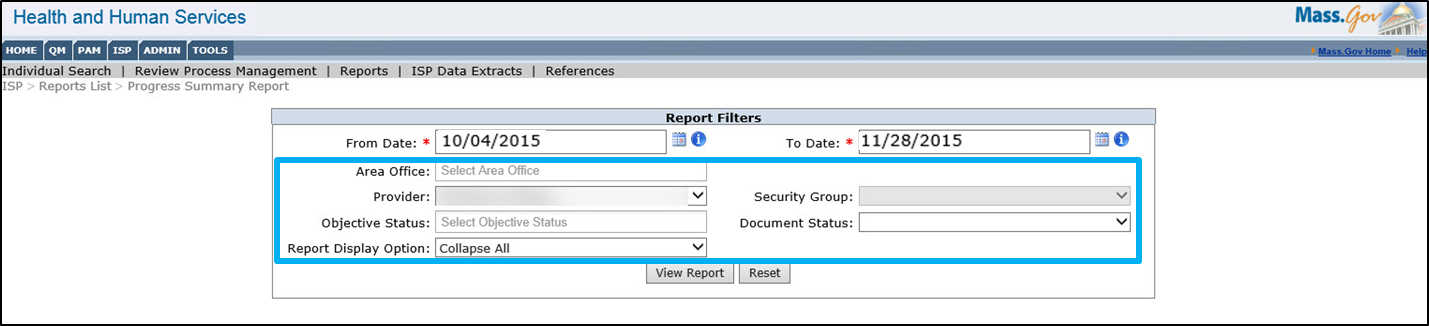 Health and Human Services Mass.Gov
HOME QM PAM ISP ADMIN TOOLS Mass.Gov Home Help
Individual Search | Review Process Management | Reports | ISP Data Extracts | References
ISP > Reports List > Progress Summary Report
Report Filters
From Date: * 10/04/2015 To Date: * 11/28/2015
Area Office: Select Area Office
Provider: Security Group:
Objective Status: Select Objective Status Document Status:
Report Display Option: Collapse All
View Report Reset